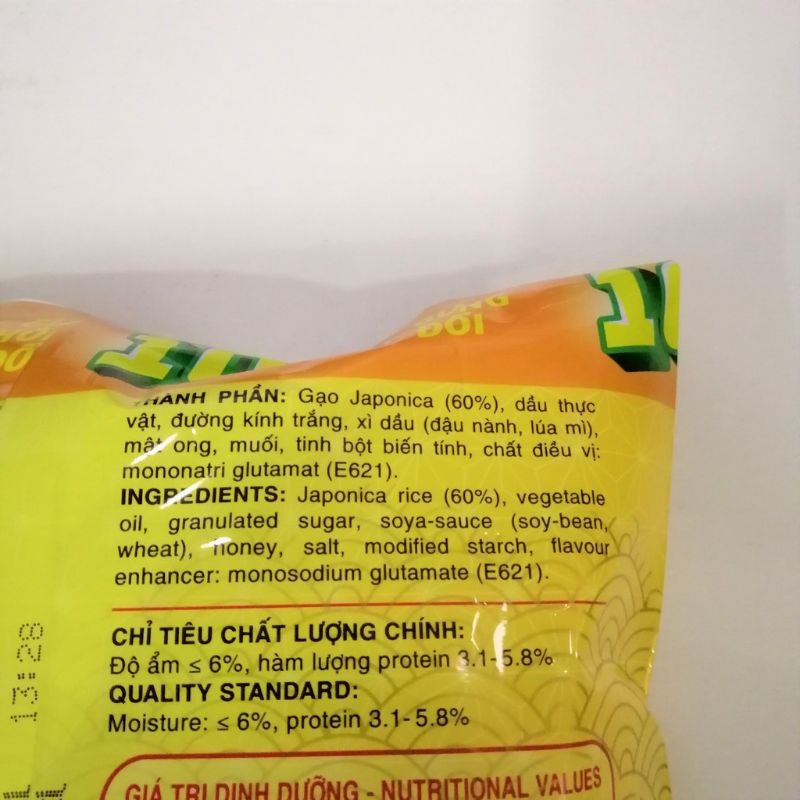 10
ĐÔI
THÀNH PHẦN: Gạo Japonica (60%), dầu thực
vật, đường kính trắng, xì dầu (đậu nành, lúa mì),
mật ong, muối, tinh bột biến tính, chất điều vị:
mononatri glutamat (E621).
INGREDIENTS: Japonica rice (60%), vegetable
oil, granulated sugar, soya-sauce (soy-bean,
wheat), honey, salt, modified starch, flavour
enhancer: monosodium glutamate (E621).
CHỈ TIÊU CHẤT LƯỢNG CHÍNH:
Độ ẩm ≤ 6%, hàm lượng protein 3.1-5.8%
QUALITY STANDARD:
Moisture: ≤ 6%, protein 3.1-5.8%
GIÁ TRỊ DINH DƯỠNG - NUTRITIONAL VALUES
13:28